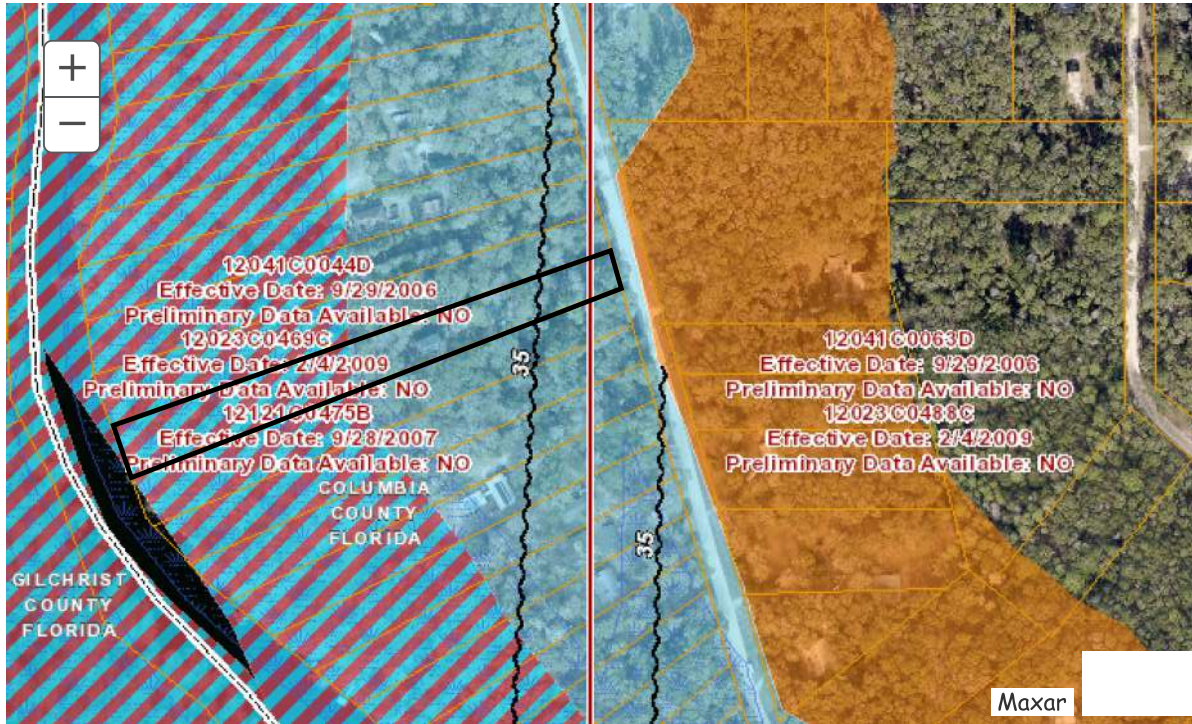 +
−
12041C0044D
Effective Date: 9/29/2006
Preliminary Data Available: NO
12023C0469C
Effective Date: 2/4/2009
Preliminary Data Available: NO
12121C0475B
Effective Date: 9/28/2007
Preliminary Data Available: NO
COLUMBIA
COUNTY
FLORIDA
GILCHRIST
COUNTY
FLORIDA
35
35
12041C0063D
Effective Date: 9/29/2006
Preliminary Data Available: NO
12023C0488C
Effective Date: 2/4/2009
Preliminary Data Available: NO
Maxar